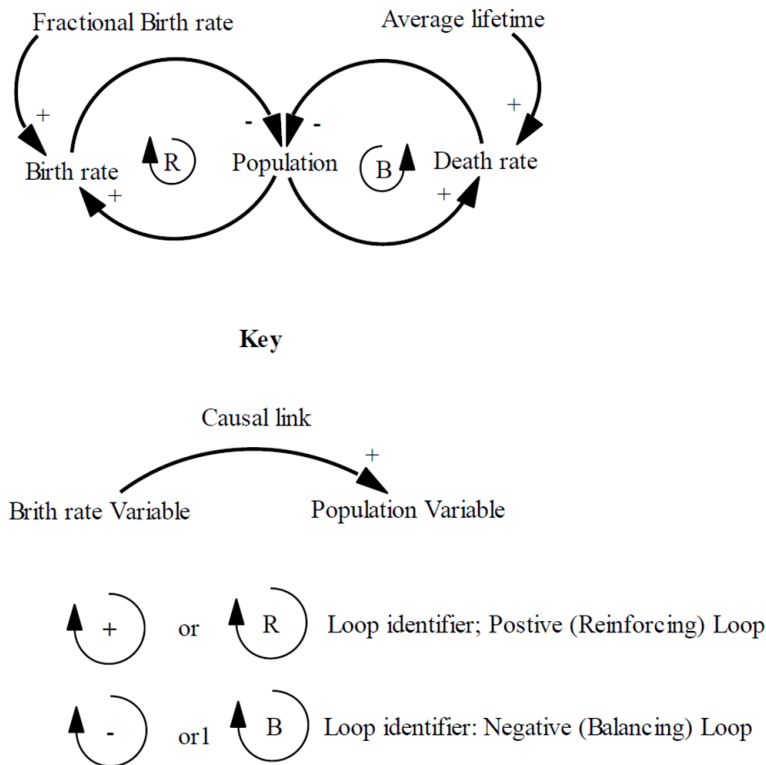 Fractional Birth rate
Average lifetime
+
+
-
-
Birth rate
R
Population
B
Death rate
+
+
Key
Causal link
+
Brith rate Variable
Population Variable
+
or
R
Loop identifier; Postive (Reinforcing) Loop
-
or1
B
Loop identifier: Negative (Balancing) Loop